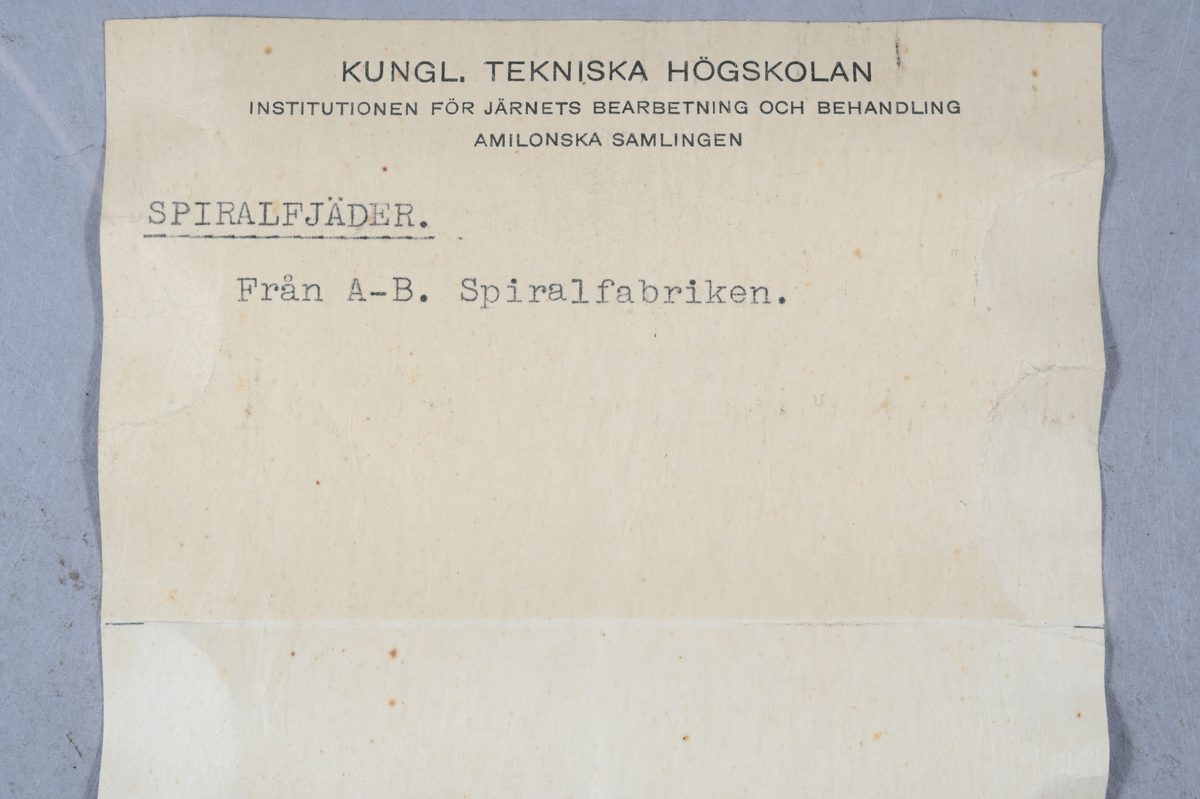 KUNGL. TEKNISKA HÖGSKOLAN
INSTITUTIONEN FÖR JÄRNETS BEARBETNING OCH BEHANDLING
AMILONSKA SAMLINGEN
SPIRALFJÄDER.
Från A-B. Spiralfabriken.